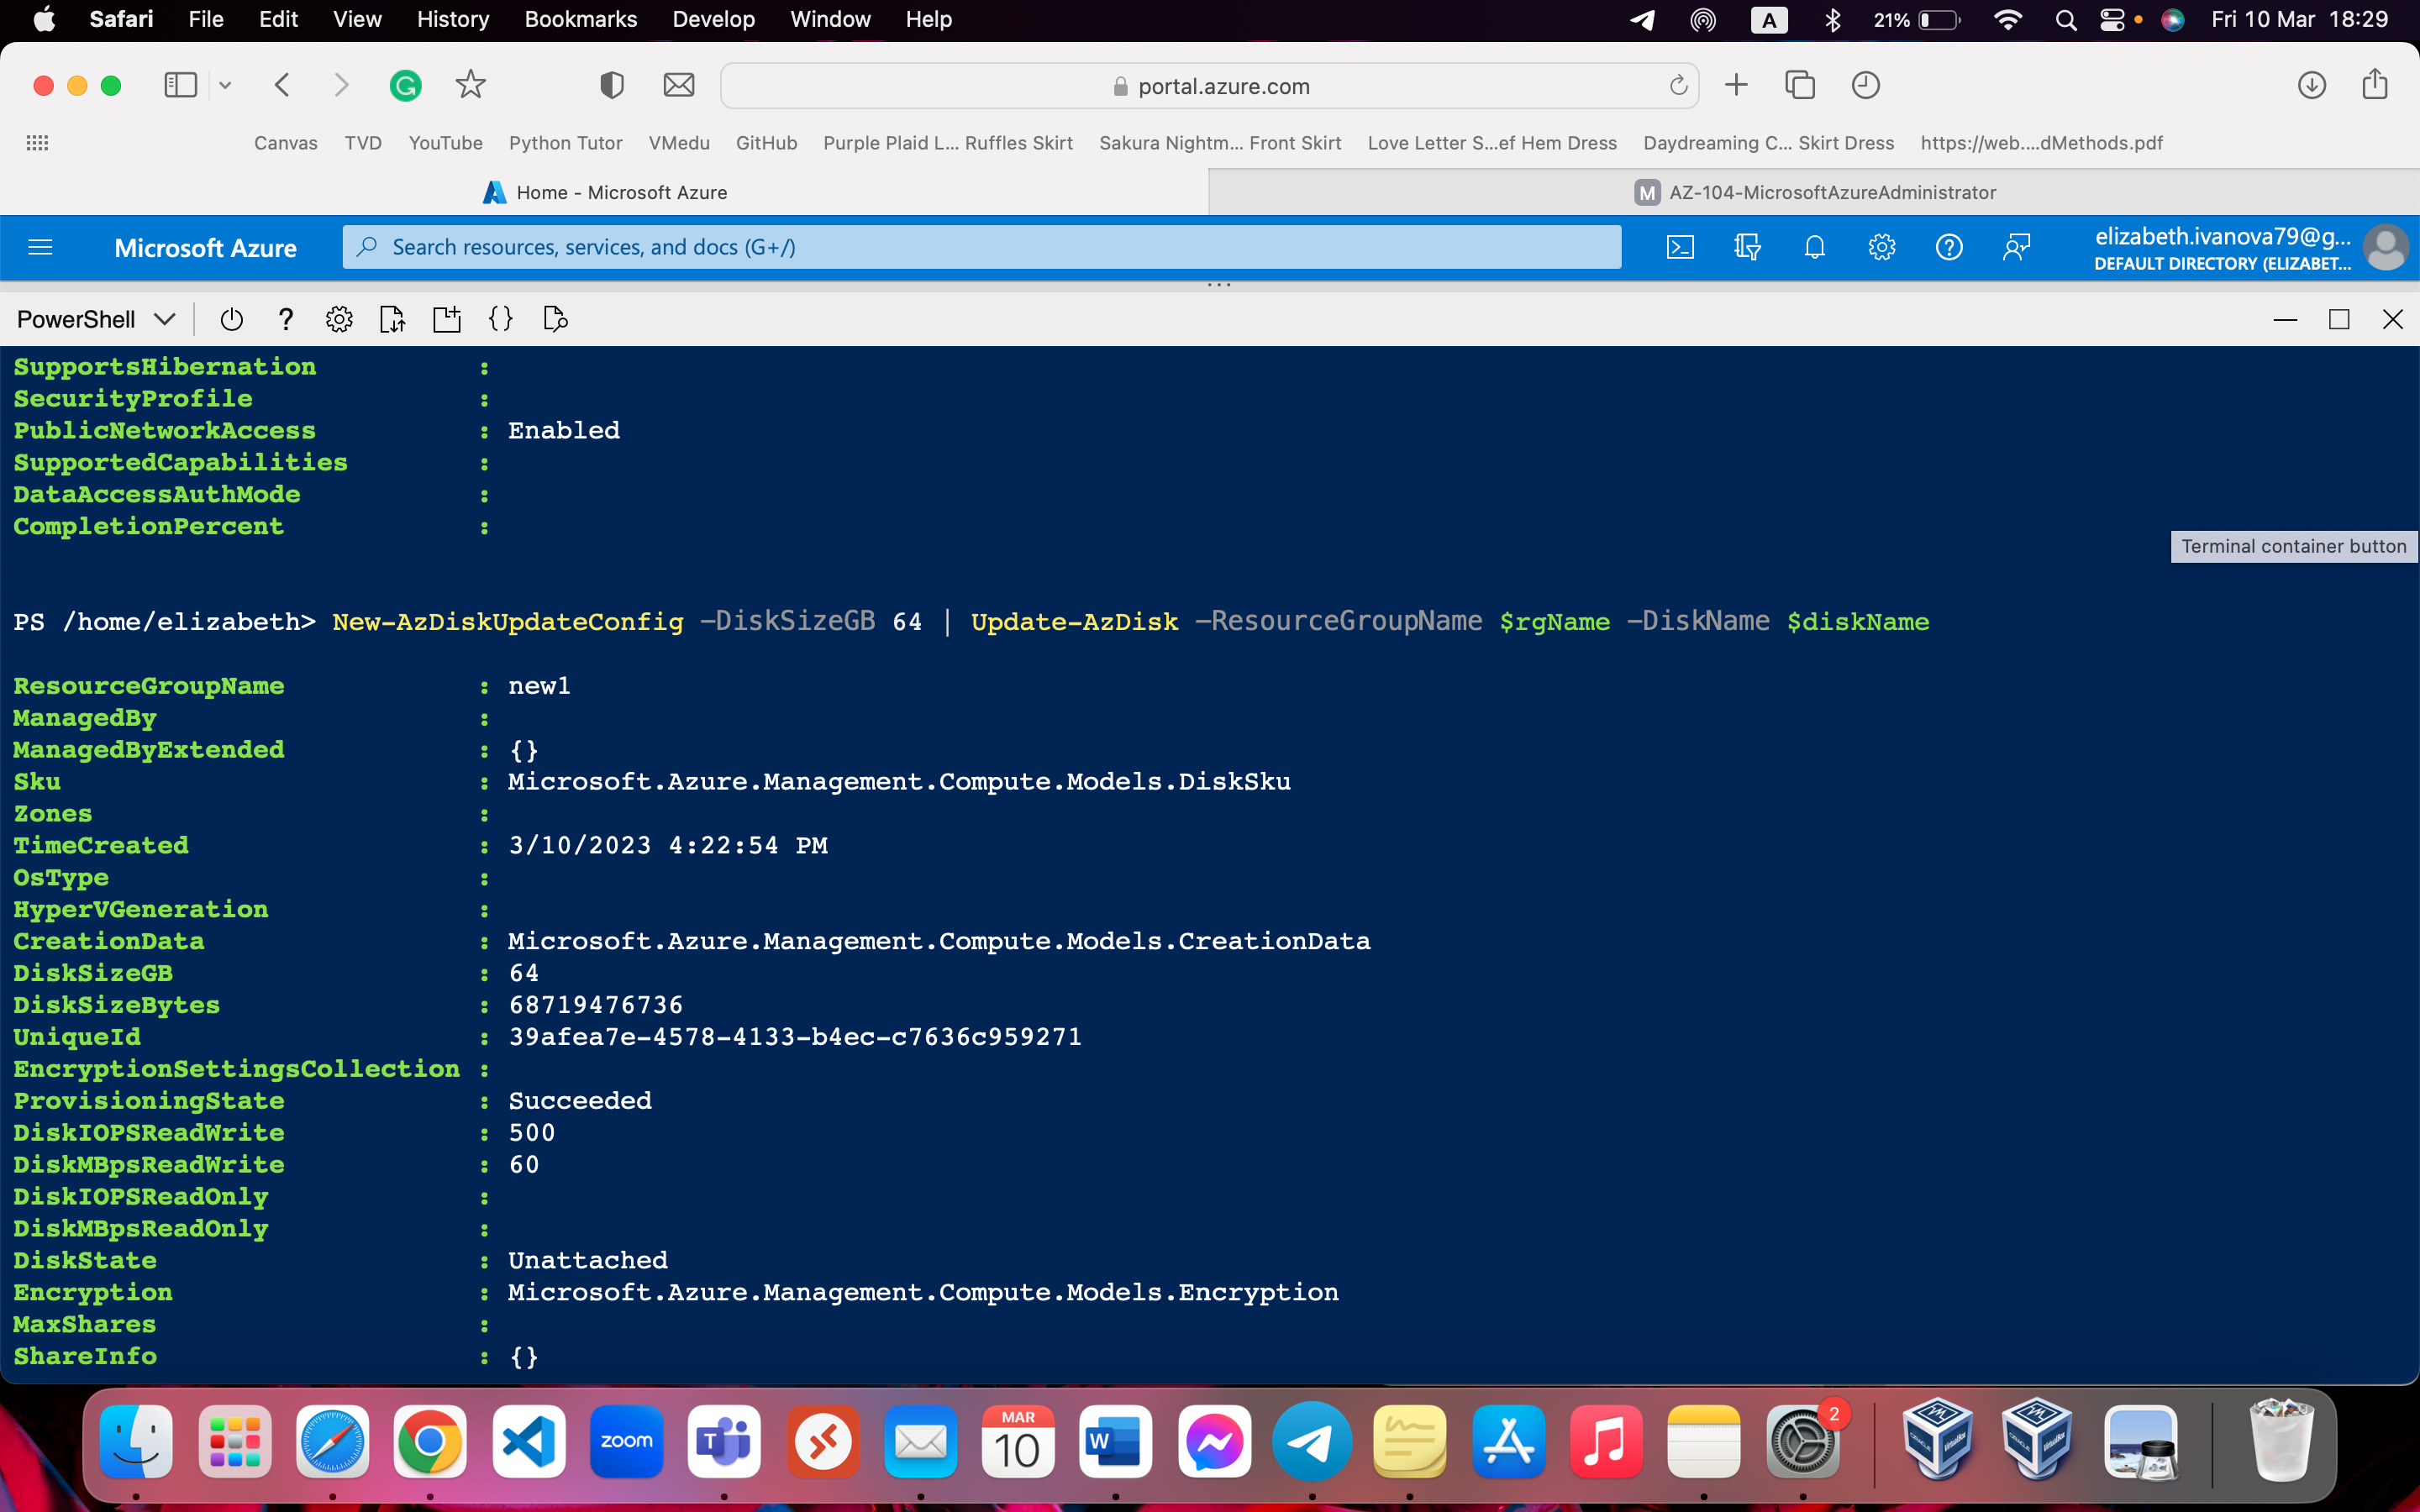 Safari File Edit View History Bookmarks Develop Window Help A 21% Fri 10 Mar 18:29
portal.azure.com
Canvas TVD YouTube Python Tutor VMedu GitHub Purple Plaid L... Ruffles Skirt Sakura Nightm... Front Skirt Love Letter S...ef Hem Dress Daydreaming C... Skirt Dress https://web....dMethods.pdf
Home - Microsoft Azure M AZ-104-MicrosoftAzureAdministrator
Microsoft Azure Search resources, services, and docs (G+/) elizabeth.ivanova79@g...
DEFAULT DIRECTORY (ELIZABET...
PowerShell
SupportsHibernation :
SecurityProfile :
PublicNetworkAccess : Enabled
SupportedCapabilities :
DataAccessAuthMode :
CompletionPercent :
Terminal container button
PS /home/elizabeth> New-AzDiskUpdateConfig -DiskSizeGB 64 | Update-AzDisk -ResourceGroupName $rgName -DiskName $diskName
ResourceGroupName : new1
ManagedBy :
ManagedByExtended : {}
Sku : Microsoft.Azure.Management.Compute.Models.DiskSku
Zones :
TimeCreated : 3/10/2023 4:22:54 PM
OsType :
HyperVGeneration :
CreationData : Microsoft.Azure.Management.Compute.Models.CreationData
DiskSizeGB : 64
DiskSizeBytes : 68719476736
UniqueId : 39afea7e-4578-4133-b4ec-c7636c959271
EncryptionSettingsCollection :
ProvisioningState : Succeeded
DiskIOPSReadWrite : 500
DiskMBpsReadWrite : 60
DiskIOPSReadOnly :
DiskMBpsReadOnly :
DiskState : Unattached
Encryption : Microsoft.Azure.Management.Compute.Models.Encryption
MaxShares :
ShareInfo : {}
zoom T MAR 10 W 2